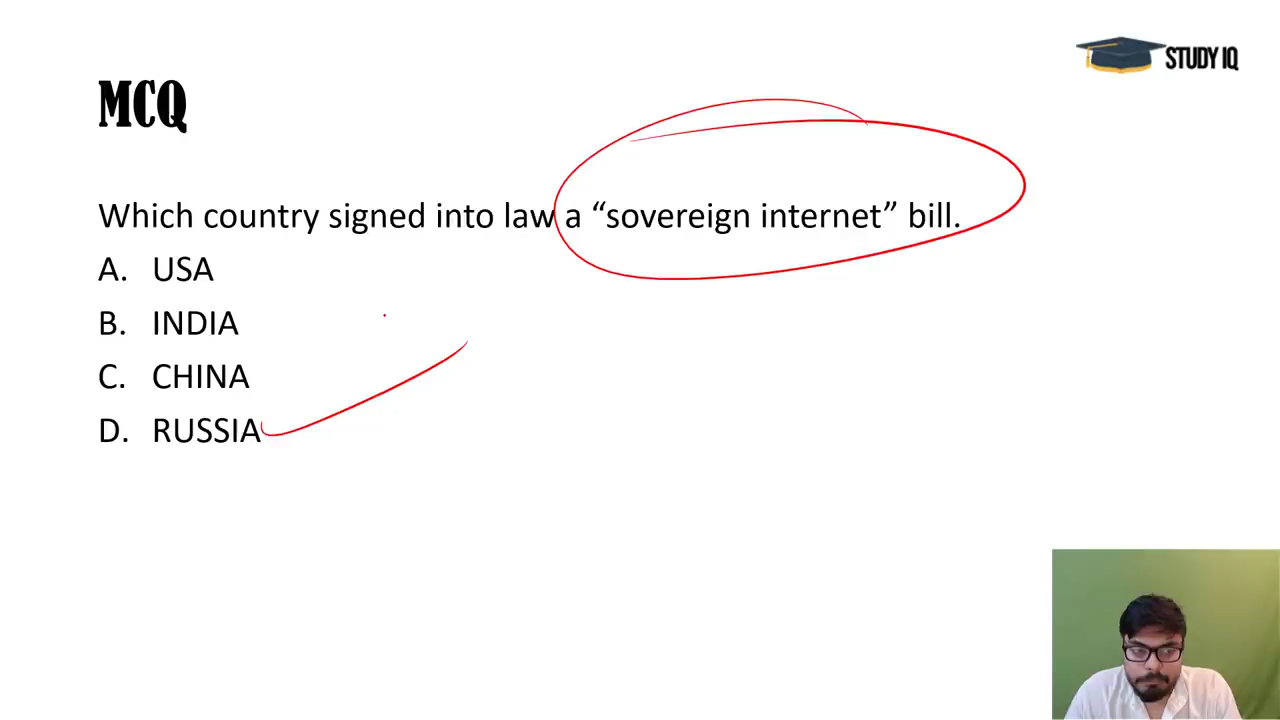 STUDY IQ
MCQ
Which country signed into law a “sovereign internet” bill.
A. USA
B. INDIA
C. CHINA
D. RUSSIA